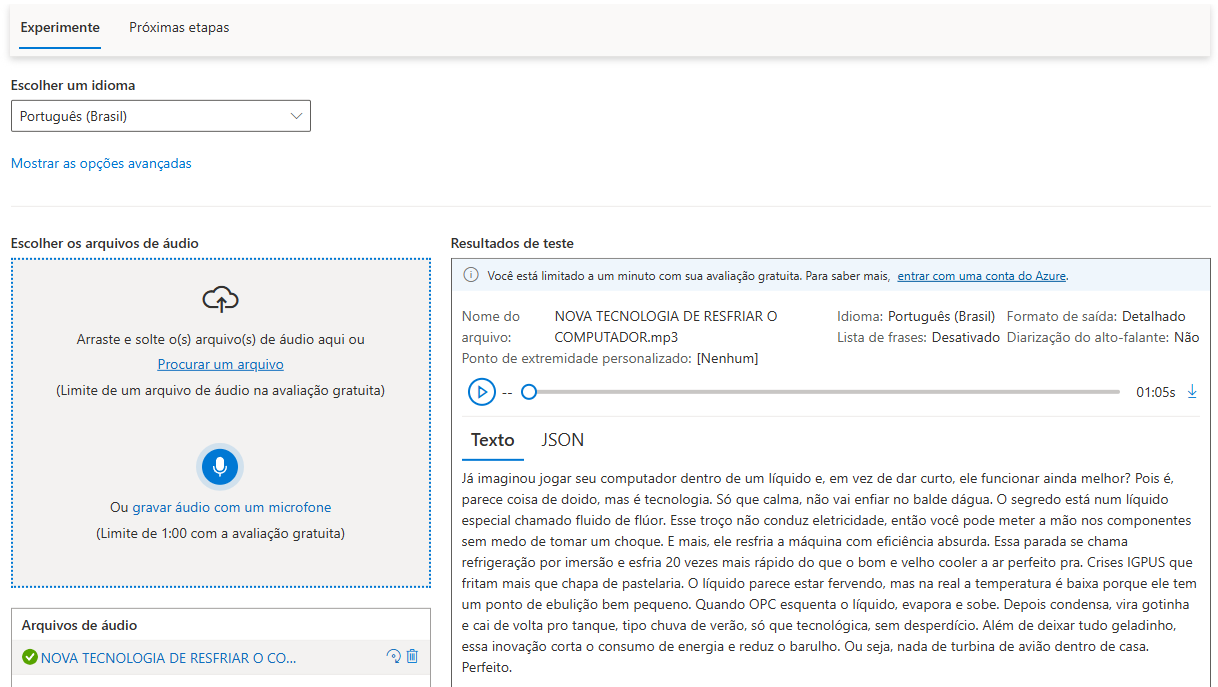 Experimente Próximas etapas
Escolher um idioma
Português (Brasil)
Mostrar as opções avançadas
Escolher os arquivos de áudio
Arraste e solte o(s) arquivo(s) de áudio aqui ou
Procurar um arquivo
(Limite de um arquivo de áudio na avaliação gratuita)
Ou gravar áudio com um microfone
(Limite de 1:00 com a avaliação gratuita)
Arquivos de áudio
NOVA TECNOLOGIA DE RESFRIAR O CO...
Resultados de teste
Você está limitado a um minuto com sua avaliação gratuita. Para saber mais, entrar com uma conta do Azure.
Nome do arquivo: NOVA TECNOLOGIA DE RESFRIAR O
COMPUTADOR.mp3
Idioma: Português (Brasil) Formato de saída: Detalhado
Lista de frases: Desativado Diarização do alto-falante: Não
Ponto de extremidade personalizado: [Nenhum]
-- 01:05s
Texto JSON
Já imaginou jogar seu computador dentro de um líquido e, em vez de dar curto, ele funcionar ainda melhor? Pois é,
parece coisa de doido, mas é tecnologia. Só que calma, não vai enfiar no balde dágua. O segredo está num líquido
especial chamado fluido de flúor. Esse troço não conduz eletricidade, então você pode meter a mão nos componentes
sem medo de tomar um choque. E mais, ele resfria a máquina com eficiência absurda. Essa parada se chama
refrigeração por imersão e esfria 20 vezes mais rápido do que o bom e velho cooler a ar perfeito pra. Crises IGPUS que
fritam mais que chapa de pastelaria. O líquido parece estar fervendo, mas na real a temperatura é baixa porque ele tem
um ponto de ebulição bem pequeno. Quando OPC esquenta o líquido, evapora e sobe. Depois condensa, vira gotinha
e cai de volta pro tanque, tipo chuva de verão, só que tecnológica, sem desperdício. Além de deixar tudo geladinho,
essa inovação corta o consumo de energia e reduz o barulho. Ou seja, nada de turbina de avião dentro de casa.
Perfeito.